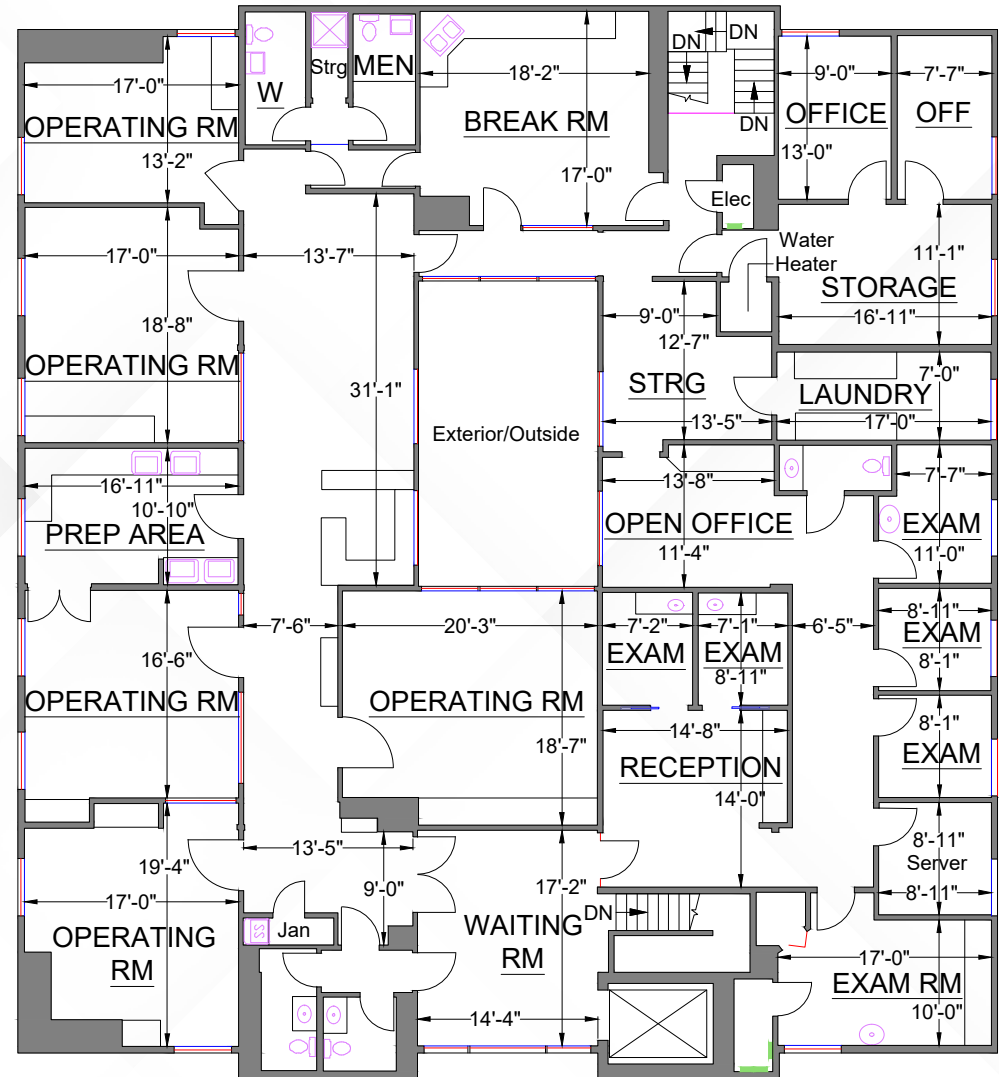 W
Strg
MEN
18'-2"
BREAK RM
17'-0"
DN
DN
DN
DN
9'-0"
OFFICE
13'-0"
7'-7"
OFF
17'-0"
OPERATING RM
13'-2"
Elec
Water
Heater
11'-1"
STORAGE
16'-11"
17'-0"
18'-8"
OPERATING RM
13'-7"
31'-1"
Exterior/Outside
9'-0"
12'-7"
STRG
13'-5"
7'-0"
LAUNDRY
17'-0"
16'-11"
10'-10"
PREP AREA
13'-8"
OPEN OFFICE
11'-4"
7'-7"
EXAM
11'-0"
16'-6"
OPERATING RM
7'-6"
20'-3"
OPERATING RM
18'-7"
7'-2"
EXAM
7'-1"
EXAM
8'-11"
6'-5"
8'-11"
EXAM
8'-1"
8'-1"
EXAM
14'-8"
RECEPTION
14'-0"
8'-11"
Server
8'-11"
19'-4"
17'-0"
OPERATING
RM
13'-5"
9'-0"
Jan
SS
17'-2"
WAITING
RM
14'-4"
DN
17'-0"
EXAM RM
10'-0"